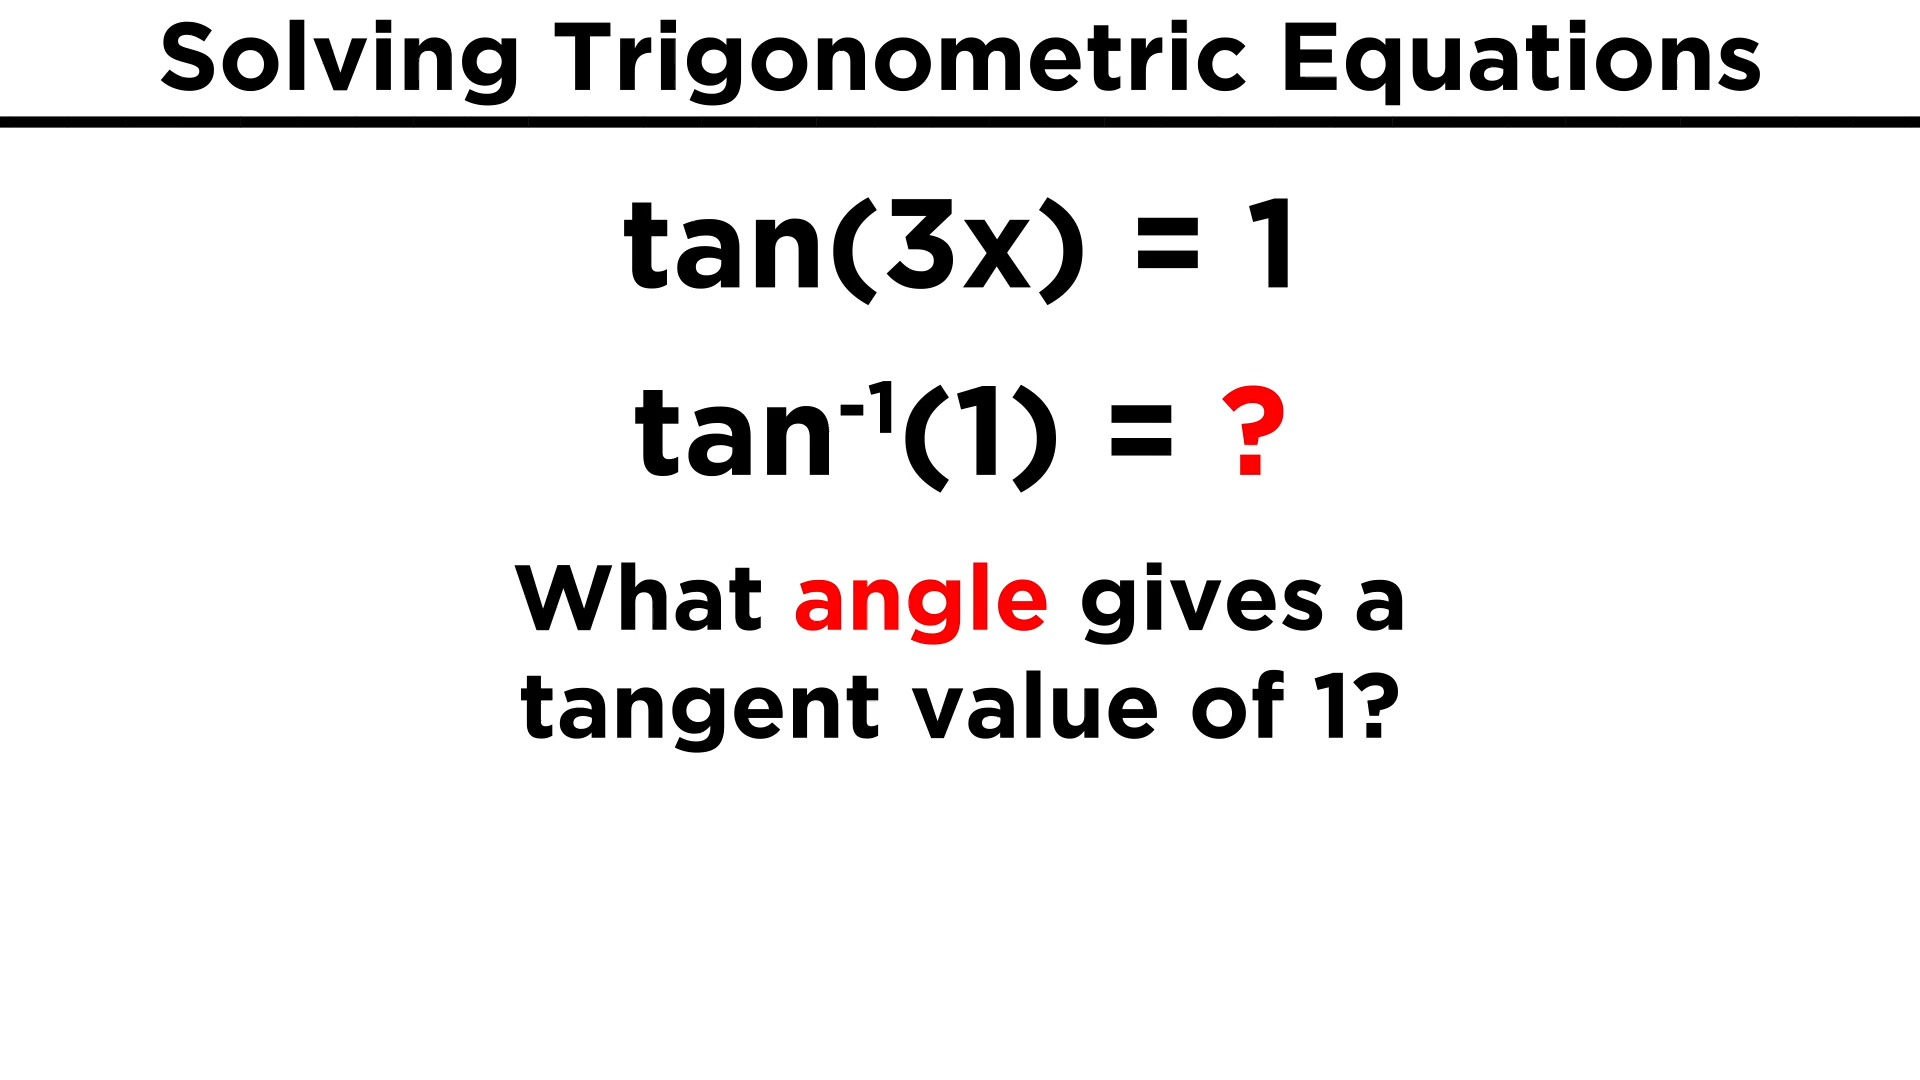 Solving Trigonometric Equations
tan(3x) = 1
tan⁻¹(1) = ?
What angle gives a
tangent value of 1?